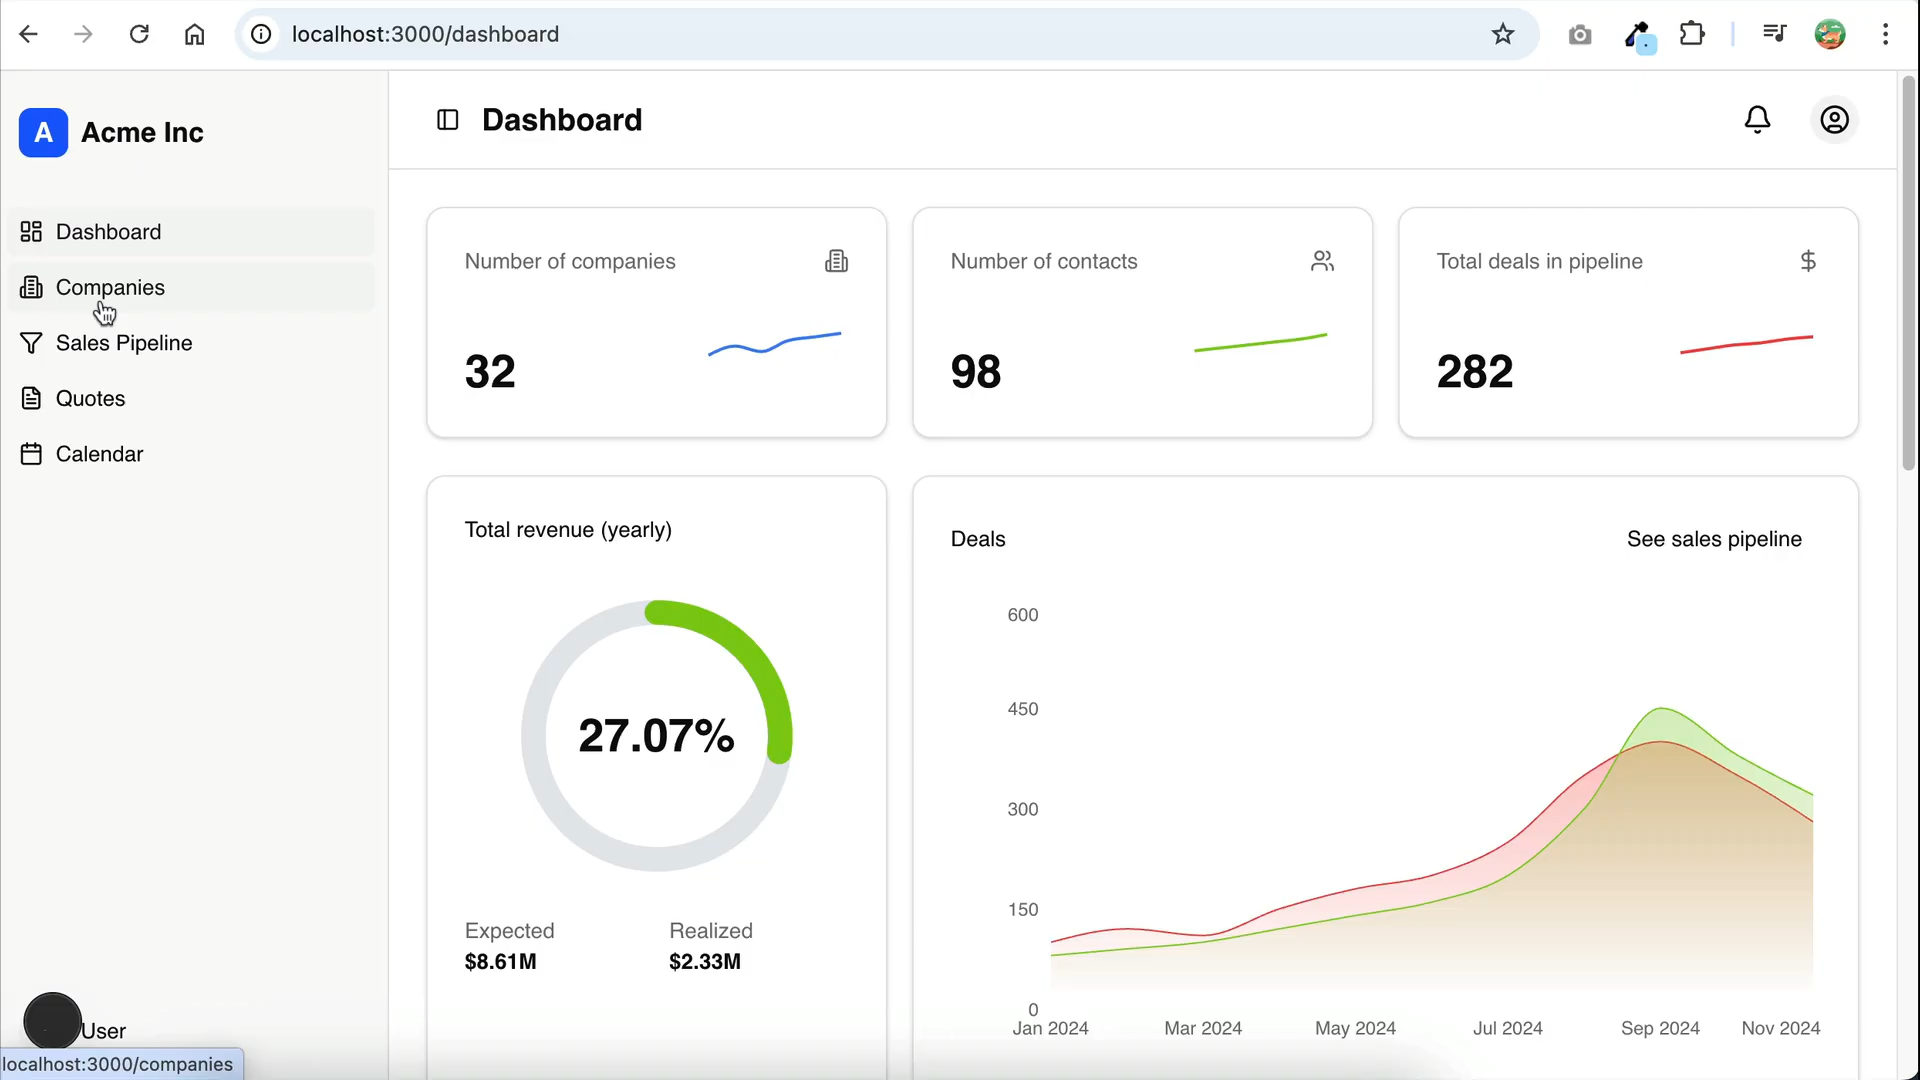 localhost:3000/dashboard
A Acme Inc
Dashboard
Companies
Sales Pipeline
Quotes
Calendar
User
localhost:3000/companies
Dashboard
Number of companies
32
Number of contacts
98
Total deals in pipeline
282
Total revenue (yearly)
27.07%
Expected
$8.61M
Realized
$2.33M
Deals
See sales pipeline
600
450
300
150
0
Jan 2024
Mar 2024
May 2024
Jul 2024
Sep 2024
Nov 2024